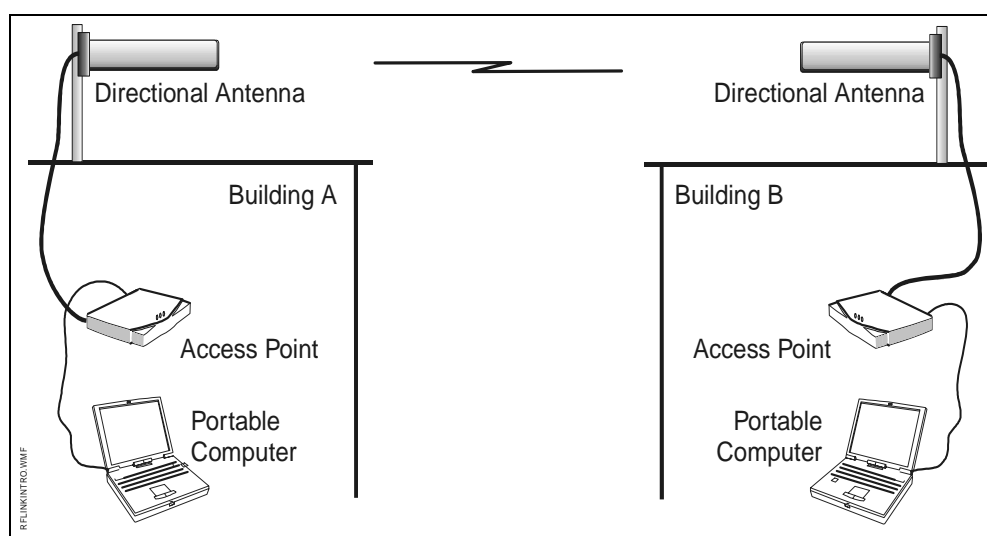 Directional Antenna
Directional Antenna
Building A
Building B
Access Point
Access Point
Portable
Computer
Portable
Computer
RFLINKINTRO.WMF